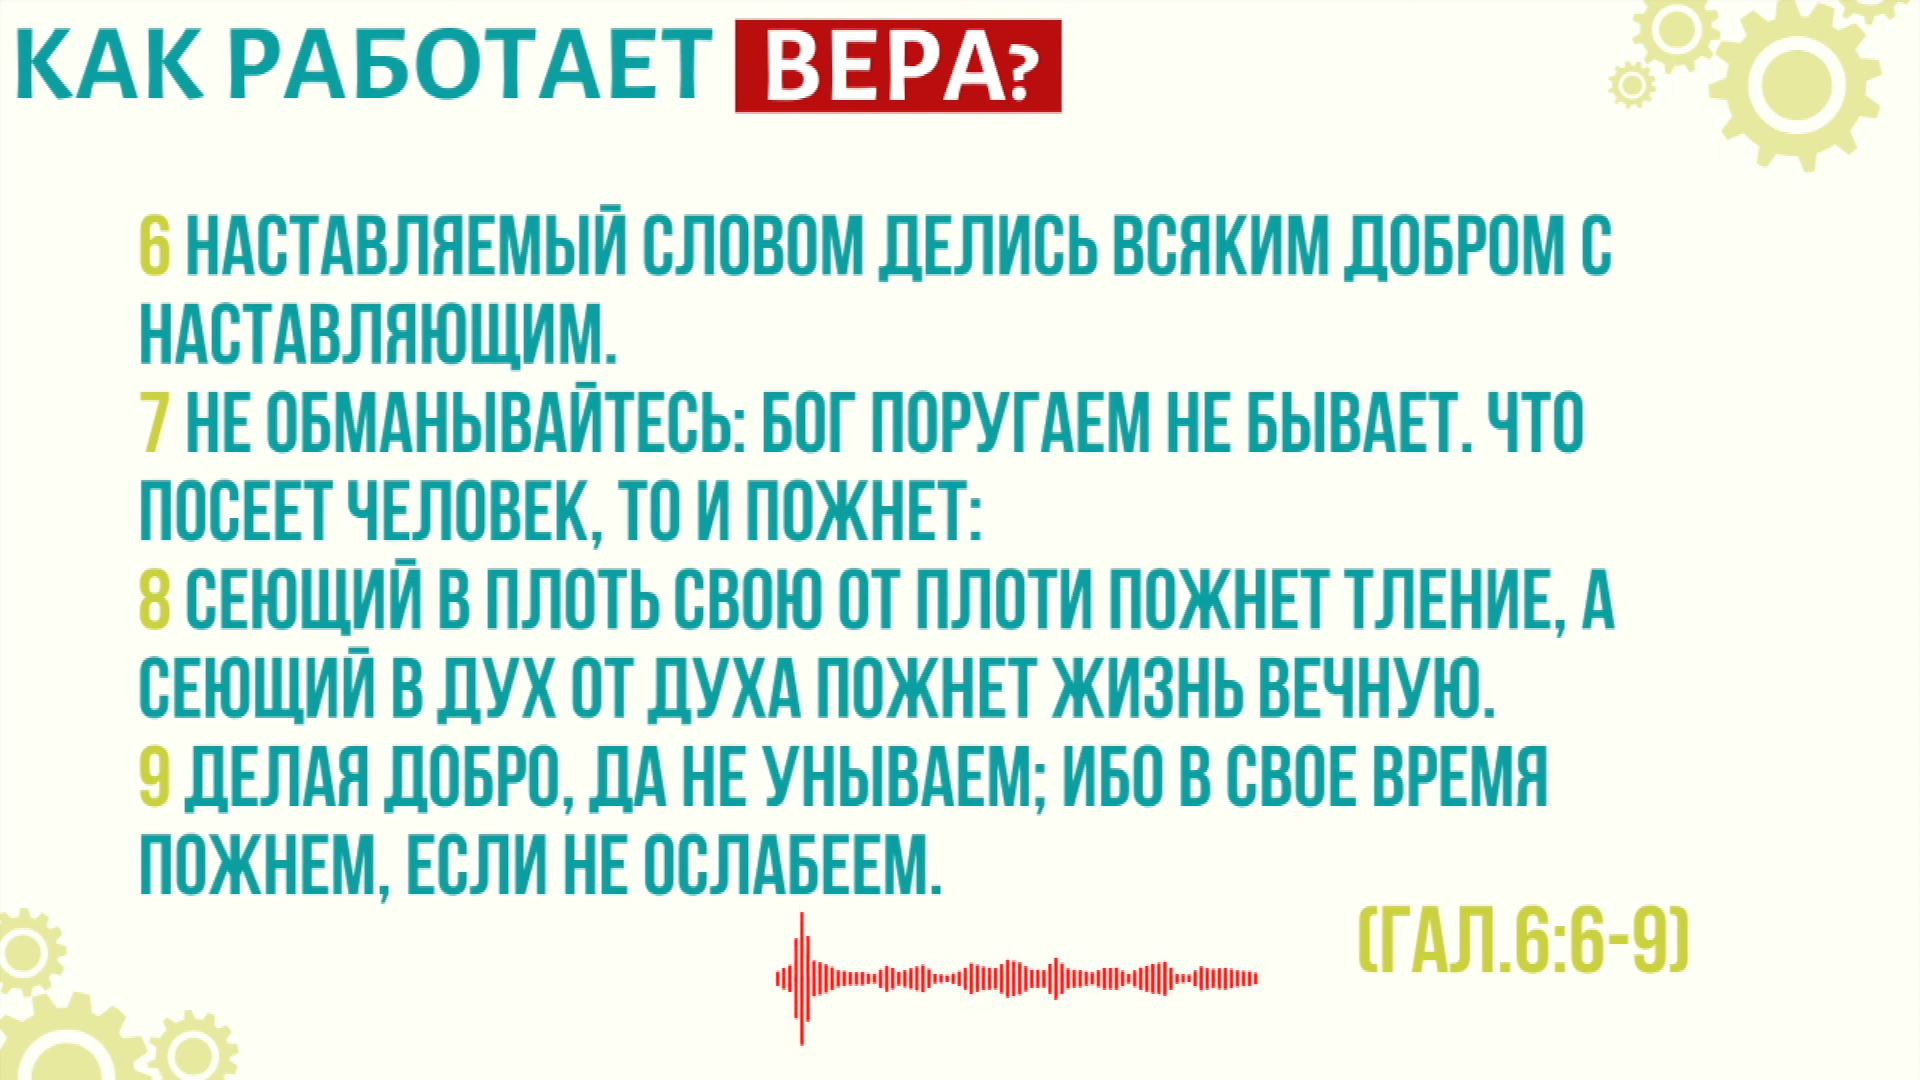 КАК РАБОТАЕТ ВЕРА?
6 НАСТАВЛЯЕМЫЙ СЛОВОМ ДЕЛИСЬ ВСЯКИМ ДОБРОМ С
НАСТАВЛЯЮЩИМ.
7 НЕ ОБМАНЫВАЙТЕСЬ: БОГ ПОРУГАЕМ НЕ БЫВАЕТ. ЧТО
ПОСЕЕТ ЧЕЛОВЕК, ТО И ПОЖНЕТ:
8 СЕЮЩИЙ В ПЛОТЬ СВОЮ ОТ ПЛОТИ ПОЖНЕТ ТЛЕНИЕ, А
СЕЮЩИЙ В ДУХ ОТ ДУХА ПОЖНЕТ ЖИЗНЬ ВЕЧНУЮ.
9 ДЕЛАЯ ДОБРО, ДА НЕ УНЫВАЕМ; ИБО В СВОЕ ВРЕМЯ
ПОЖНЕМ, ЕСЛИ НЕ ОСЛАБЕЕМ.
(ГАЛ.6:6-9)